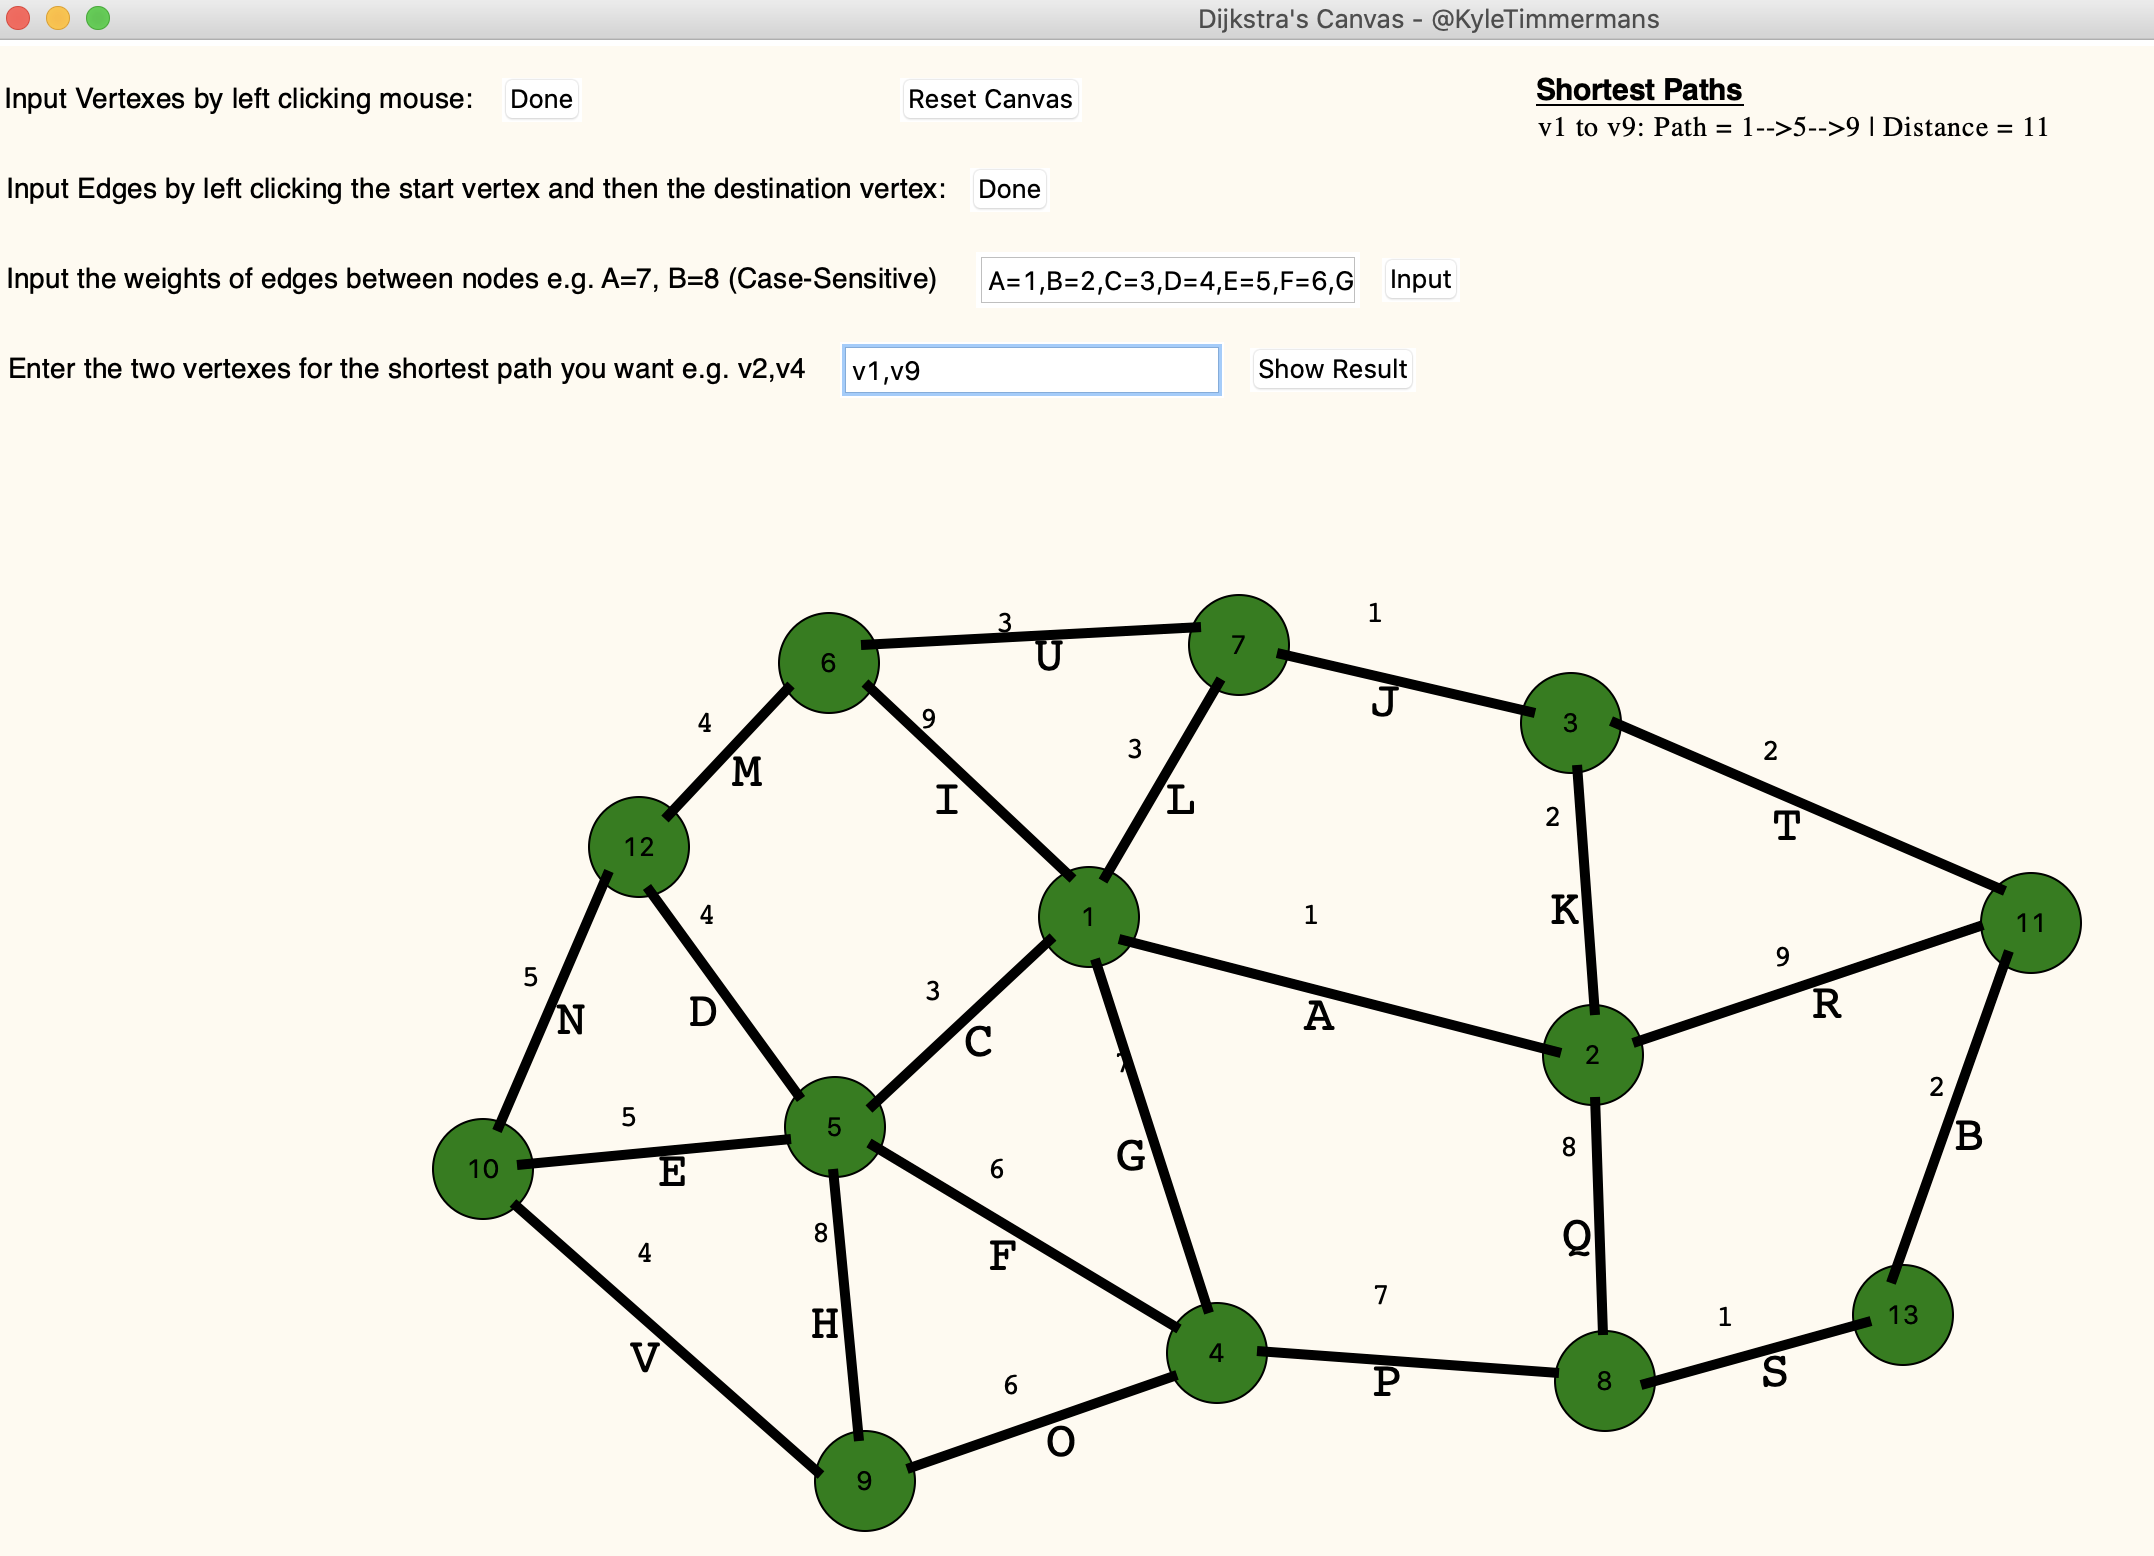 Dijkstra's Canvas - @KyleTimmermans
Input Vertexes by left clicking mouse: Done Reset Canvas
Shortest Paths
v1 to v9: Path = 1-->5-->9 | Distance = 11
Input Edges by left clicking the start vertex and then the destination vertex: Done
Input the weights of edges between nodes e.g. A=7, B=8 (Case-Sensitive) A=1,B=2,C=3,D=4,E=5,F=6,G Input
Enter the two vertexes for the shortest path you want e.g. v2,v4 v1,v9 Show Result
3
1
U
7
6
J
3
4
9
3
2
M
I
L
T
2
12
K
4
1
1
11
5
9
N
D
3
A
R
C
2
7
2
5
5
B
10
E
6
G
8
8
4
F
Q
H
7
1
13
V
4
P
8
S
6
O
9